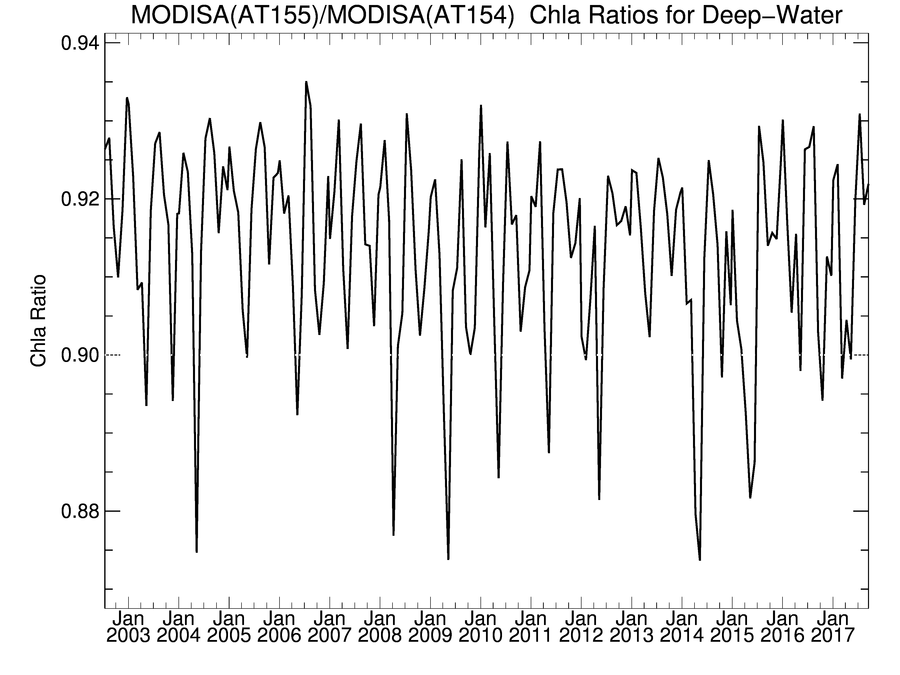 MODISA(AT155)/MODISA(AT154)  Chla Ratios for Deep−Water
0.94
0.92
0.90
0.88
Chla Ratio
Jan Jan Jan Jan Jan Jan Jan Jan Jan Jan Jan Jan Jan Jan Jan
2003 2004 2005 2006 2007 2008 2009 2010 2011 2012 2013 2014 2015 2016 2017